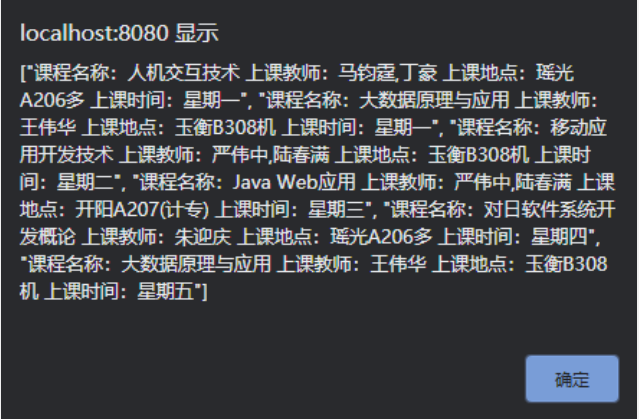 localhost:8080 显示
["课程名称：人机交互技术 上课教师：马钧霆,丁豪 上课地点：瑶光
A206多 上课时间：星期一", "课程名称：大数据原理与应用 上课教师：
王伟华 上课地点：玉衡B308机 上课时间：星期一", "课程名称：移动应
用开发技术 上课教师：严伟中,陆春满 上课地点：玉衡B308机 上课时
间：星期二", "课程名称：Java Web应用 上课教师：严伟中,陆春满 上课
地点：开阳A207(计专) 上课时间：星期三", "课程名称：对日软件系统开
发概论 上课教师：朱迎庆 上课地点：瑶光A206多 上课时间：星期四",
"课程名称：大数据原理与应用 上课教师：王伟华 上课地点：玉衡B308
机 上课时间：星期五"]
确定